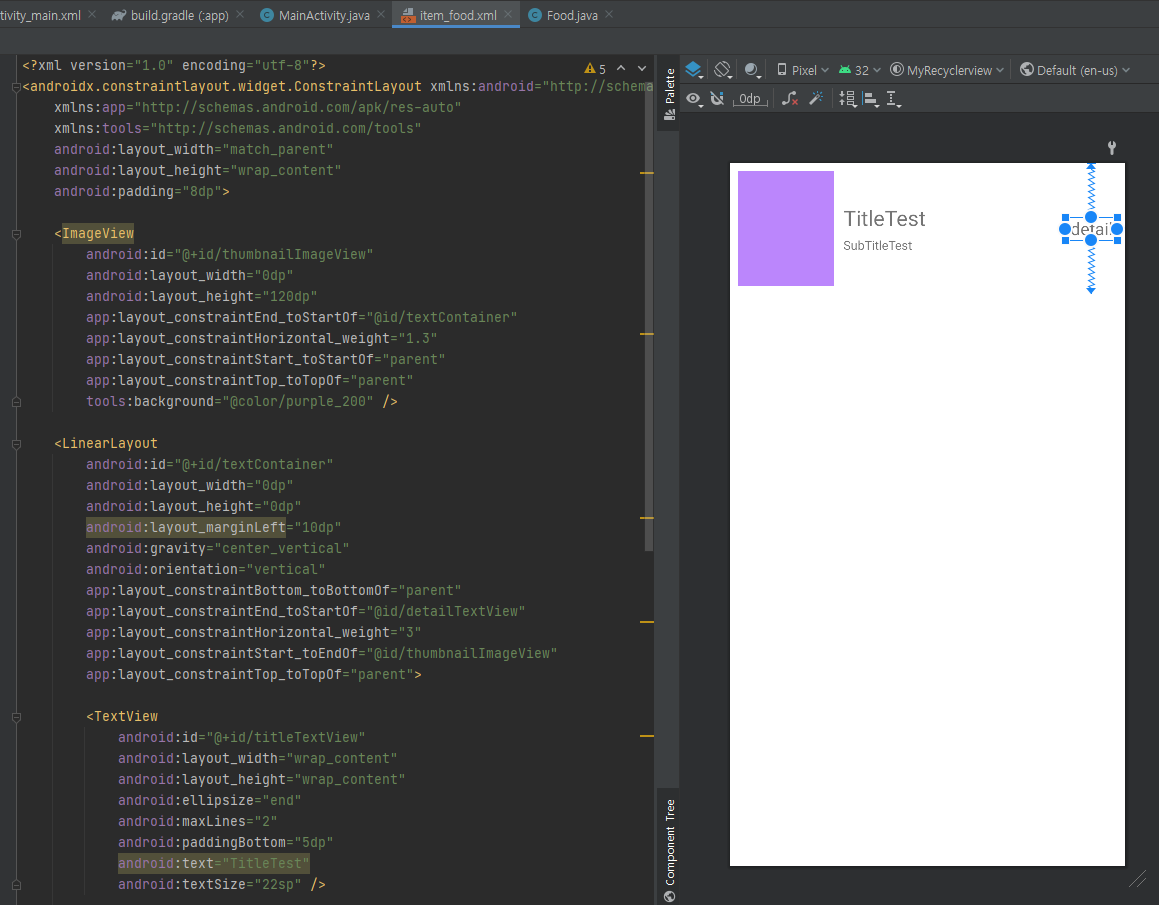 tivity_main.xml build.gradle (:app) MainActivity.java item_food.xml Food.java
<?xml version="1.0" encoding="utf-8"?>
5
<androidx.constraintlayout.widget.ConstraintLayout xmlns:android="http://schema
xmlns:app="http://schemas.android.com/apk/res-auto"
xmlns:tools="http://schemas.android.com/tools"
android:layout_width="match_parent"
android:layout_height="wrap_content"
android:padding="8dp">
<ImageView
android:id="@+id/thumbnailImageView"
android:layout_width="0dp"
android:layout_height="120dp"
app:layout_constraintEnd_toStartOf="@id/textContainer"
app:layout_constraintHorizontal_weight="1.3"
app:layout_constraintStart_toStartOf="parent"
app:layout_constraintTop_toTopOf="parent"
tools:background="@color/purple_200" />
<LinearLayout
android:id="@+id/textContainer"
android:layout_width="0dp"
android:layout_height="0dp"
android:layout_marginLeft="10dp"
android:gravity="center_vertical"
android:orientation="vertical"
app:layout_constraintBottom_toBottomOf="parent"
app:layout_constraintEnd_toStartOf="@id/detailTextView"
app:layout_constraintHorizontal_weight="3"
app:layout_constraintStart_toEndOf="@id/thumbnailImageView"
app:layout_constraintTop_toTopOf="parent">
<TextView
android:id="@+id/titleTextView"
android:layout_width="wrap_content"
android:layout_height="wrap_content"
android:ellipsize="end"
android:maxLines="2"
android:paddingBottom="5dp"
android:text="TitleTest"
android:textSize="22sp" />
Palette
Component Tree
Pixel 32 MyRecyclerview Default (en-us)
0dp
TitleTest
SubTitleTest
detail